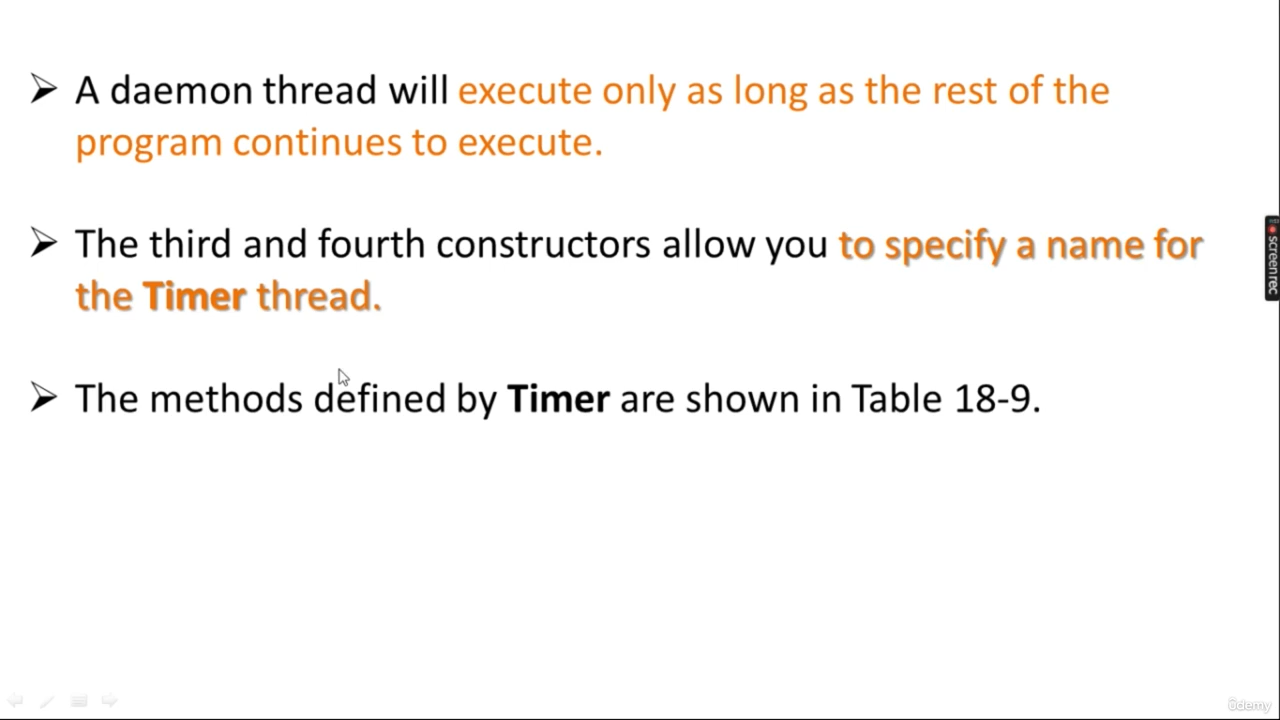 A daemon thread will execute only as long as the rest of the
program continues to execute.
The third and fourth constructors allow you to specify a name for
the Timer thread.
The methods defined by Timer are shown in Table 18-9.
screenrec
ûdemy